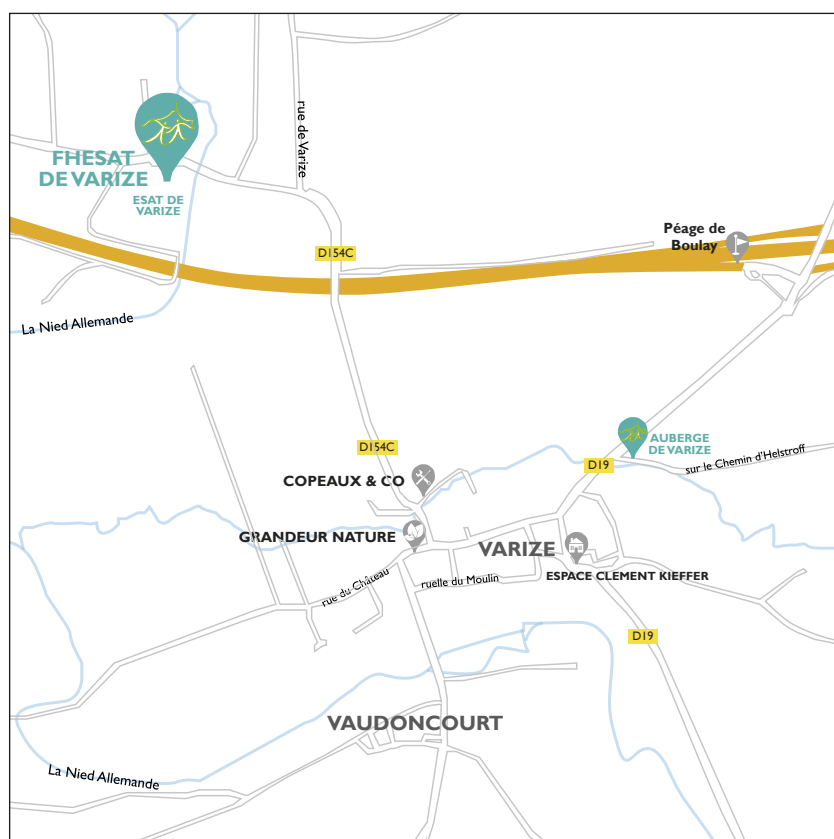 rue de Varize
FHESAT
DE VARIZE
ESAT DE
VARIZE
Péage de
Boulay
D154C
La Nied Allemande
D154C
AUBERGE
DE VARIZE
D19
sur le Chemin d'Helstroff
COPEAUX & CO
GRANDEUR NATURE
VARIZE
ESPACE CLEMENT KIEFFER
rue du Château
ruelle du Moulin
D19
VAUDONCOURT
La Nied Allemande